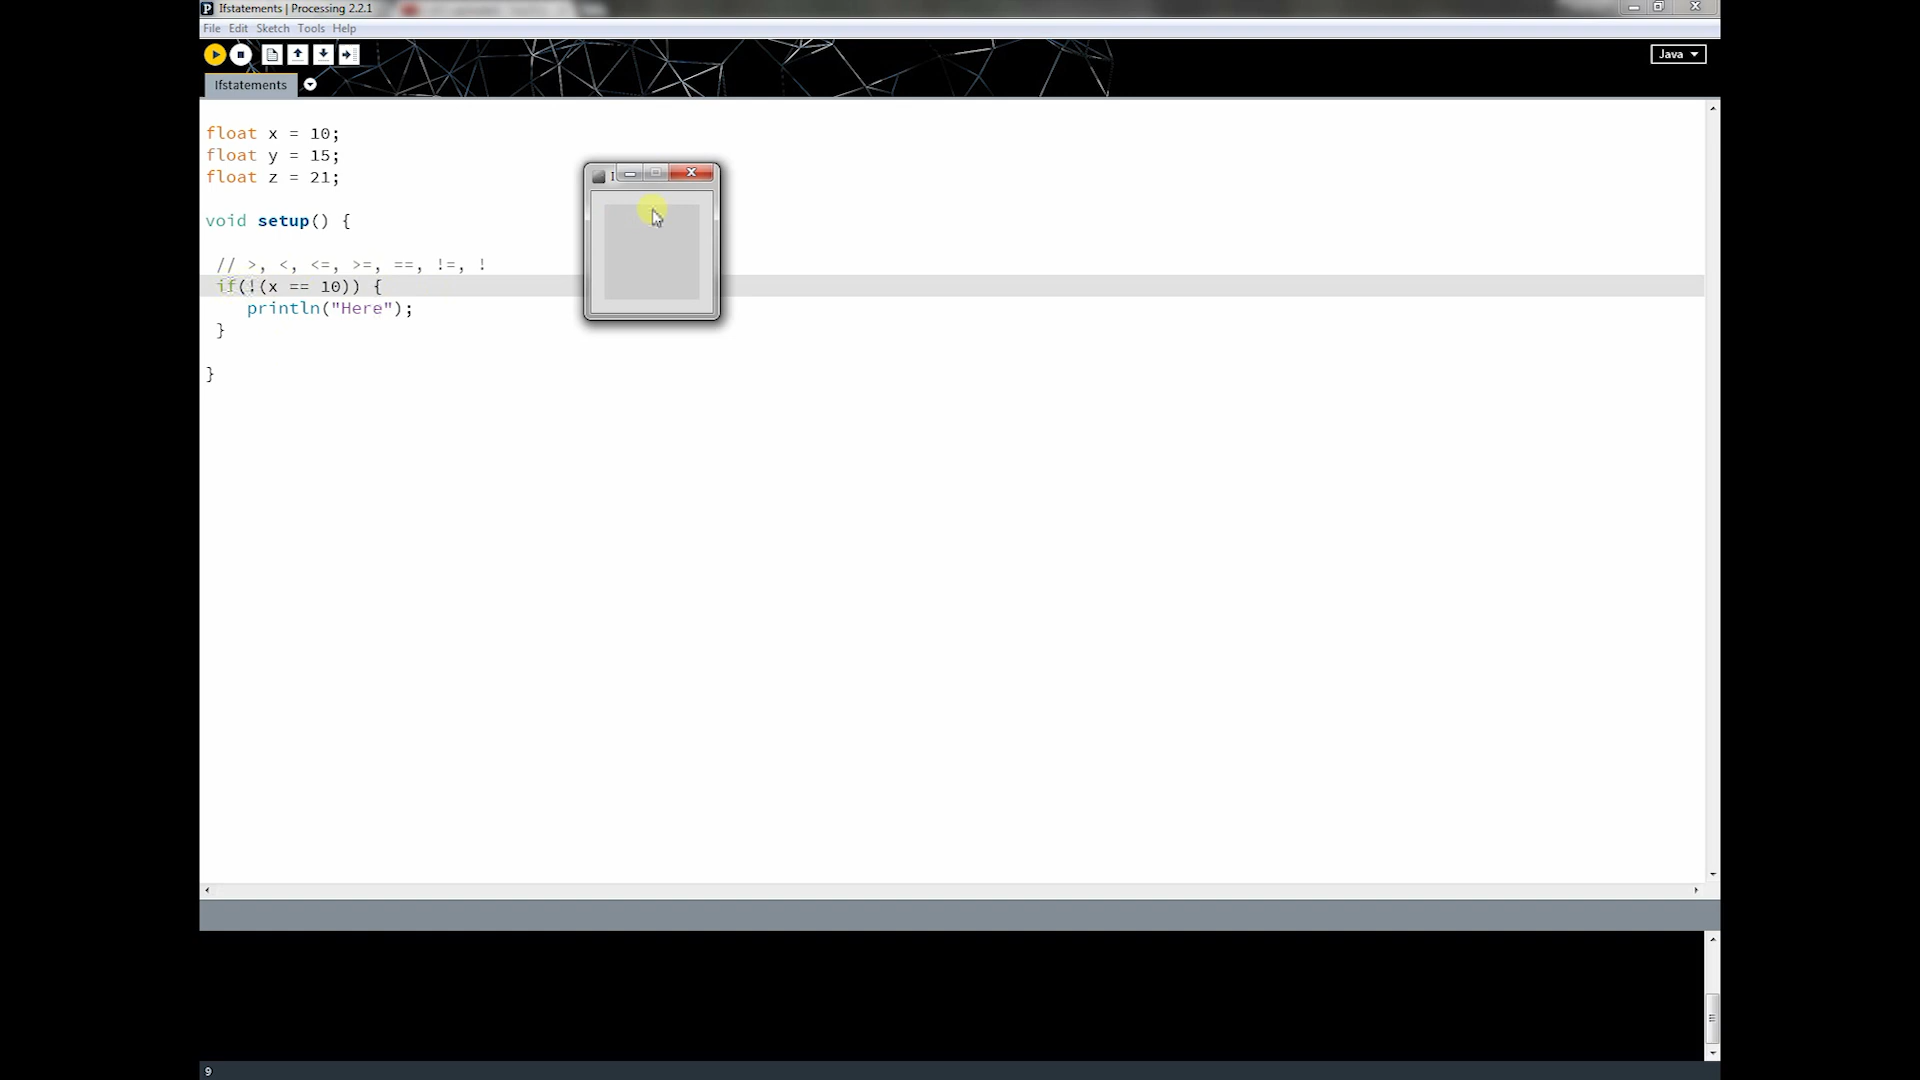 Ifstatements | Processing 2.2.1
File Edit Sketch Tools Help
Java
Ifstatements
float x = 10;
float y = 15;
float z = 21;
void setup() {
// >, <, <=, >=, ==, !=, !
if(!(x == 10)) {
println("Here");
}
}
I
9